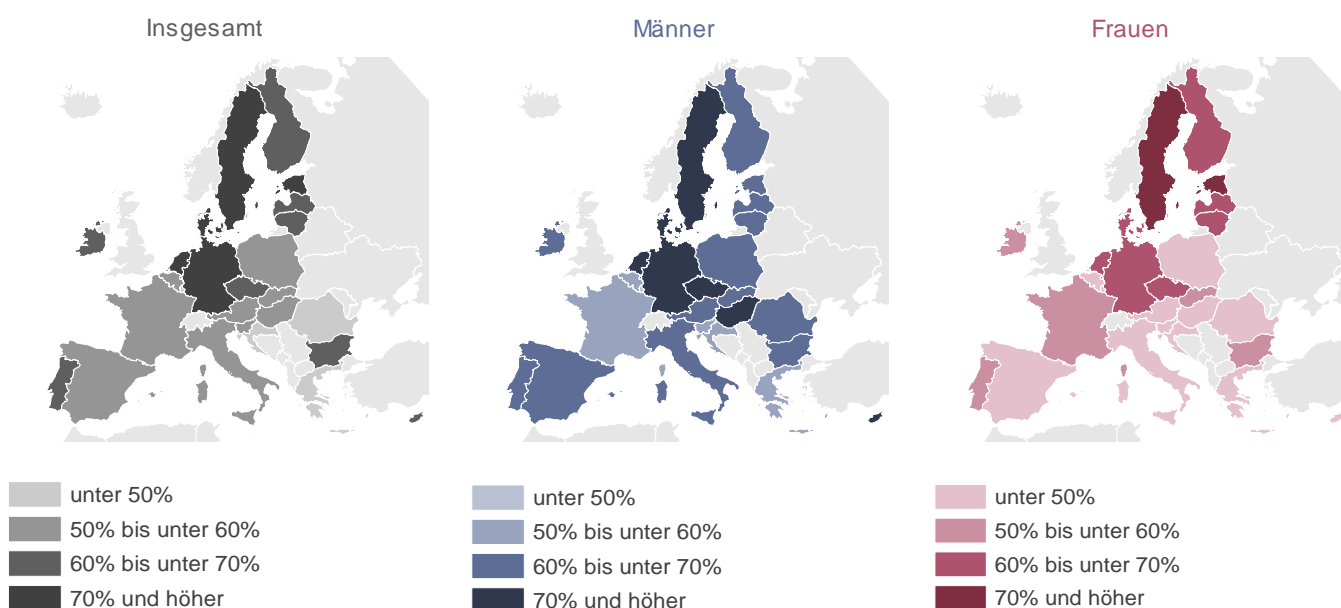 Insgesamt
unter 50%
50% bis unter 60%
60% bis unter 70%
70% und höher
Männer
unter 50%
50% bis unter 60%
60% bis unter 70%
70% und höher
Frauen
unter 50%
50% bis unter 60%
60% bis unter 70%
70% und höher